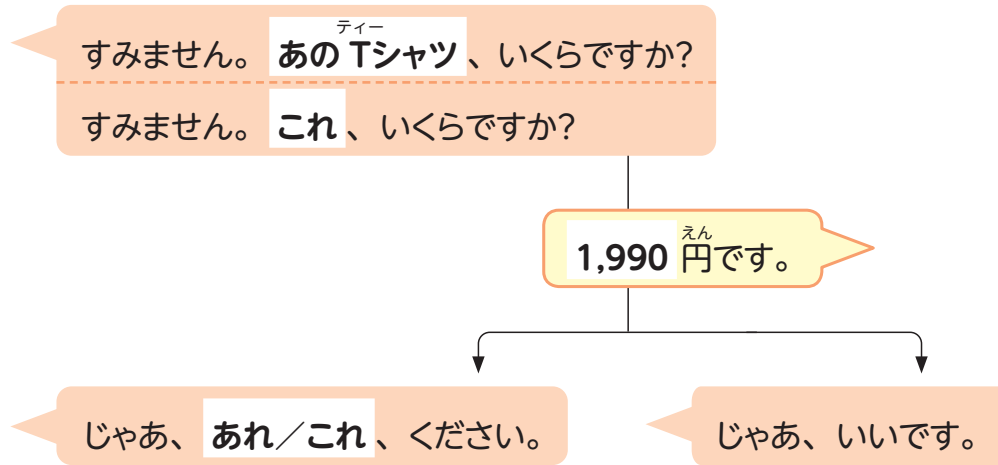 ティー
すみません。 あの Tシャツ 、いくらですか?
すみません。 これ 、いくらですか?
えん
1,990 円です。
じゃあ、 あれ/これ 、ください。
じゃあ、いいです。